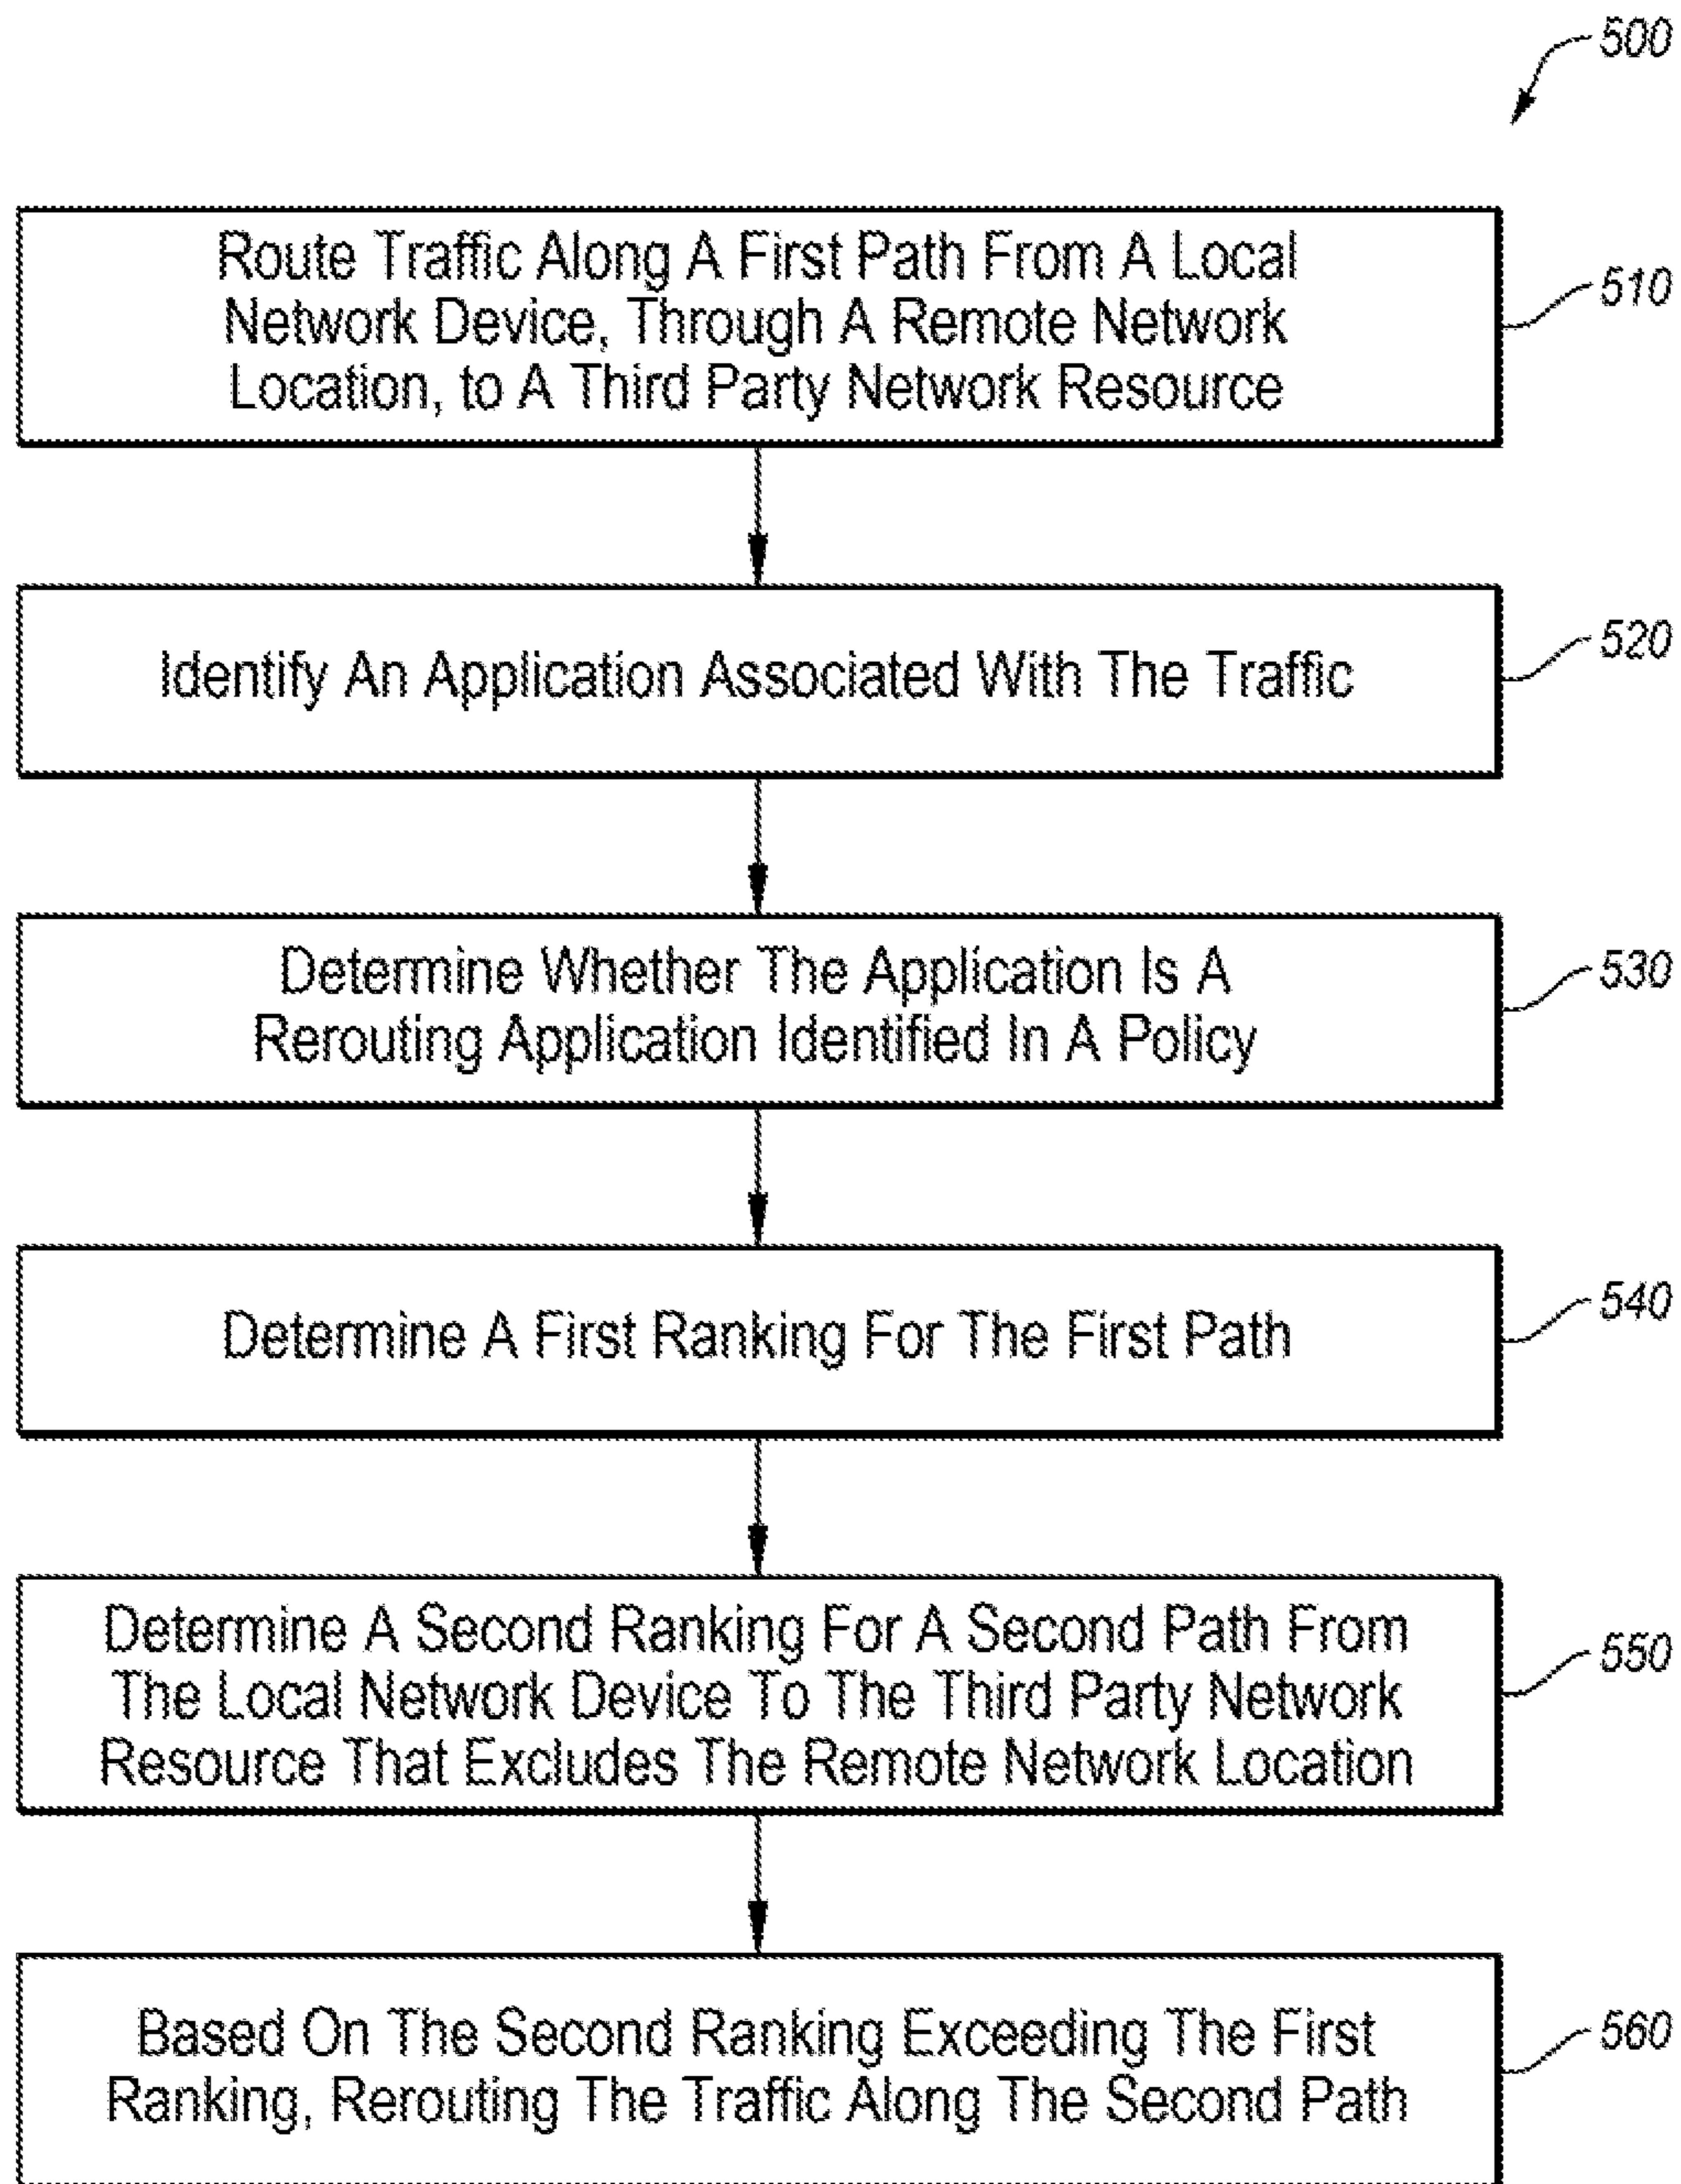 500
Route Traffic Along A First Path From A Local
Network Device, Through A Remote Network
Location, to A Third Party Network Resource
510
Identify An Application Associated With The Traffic
520
Determine Whether The Application Is A
Rerouting Application Identified In A Policy
530
Determine A First Ranking For The First Path
540
Determine A Second Ranking For A Second Path From
The Local Network Device To The Third Party Network
Resource That Excludes The Remote Network Location
550
Based On The Second Ranking Exceeding The First
Ranking, Rerouting The Traffic Along The Second Path
560